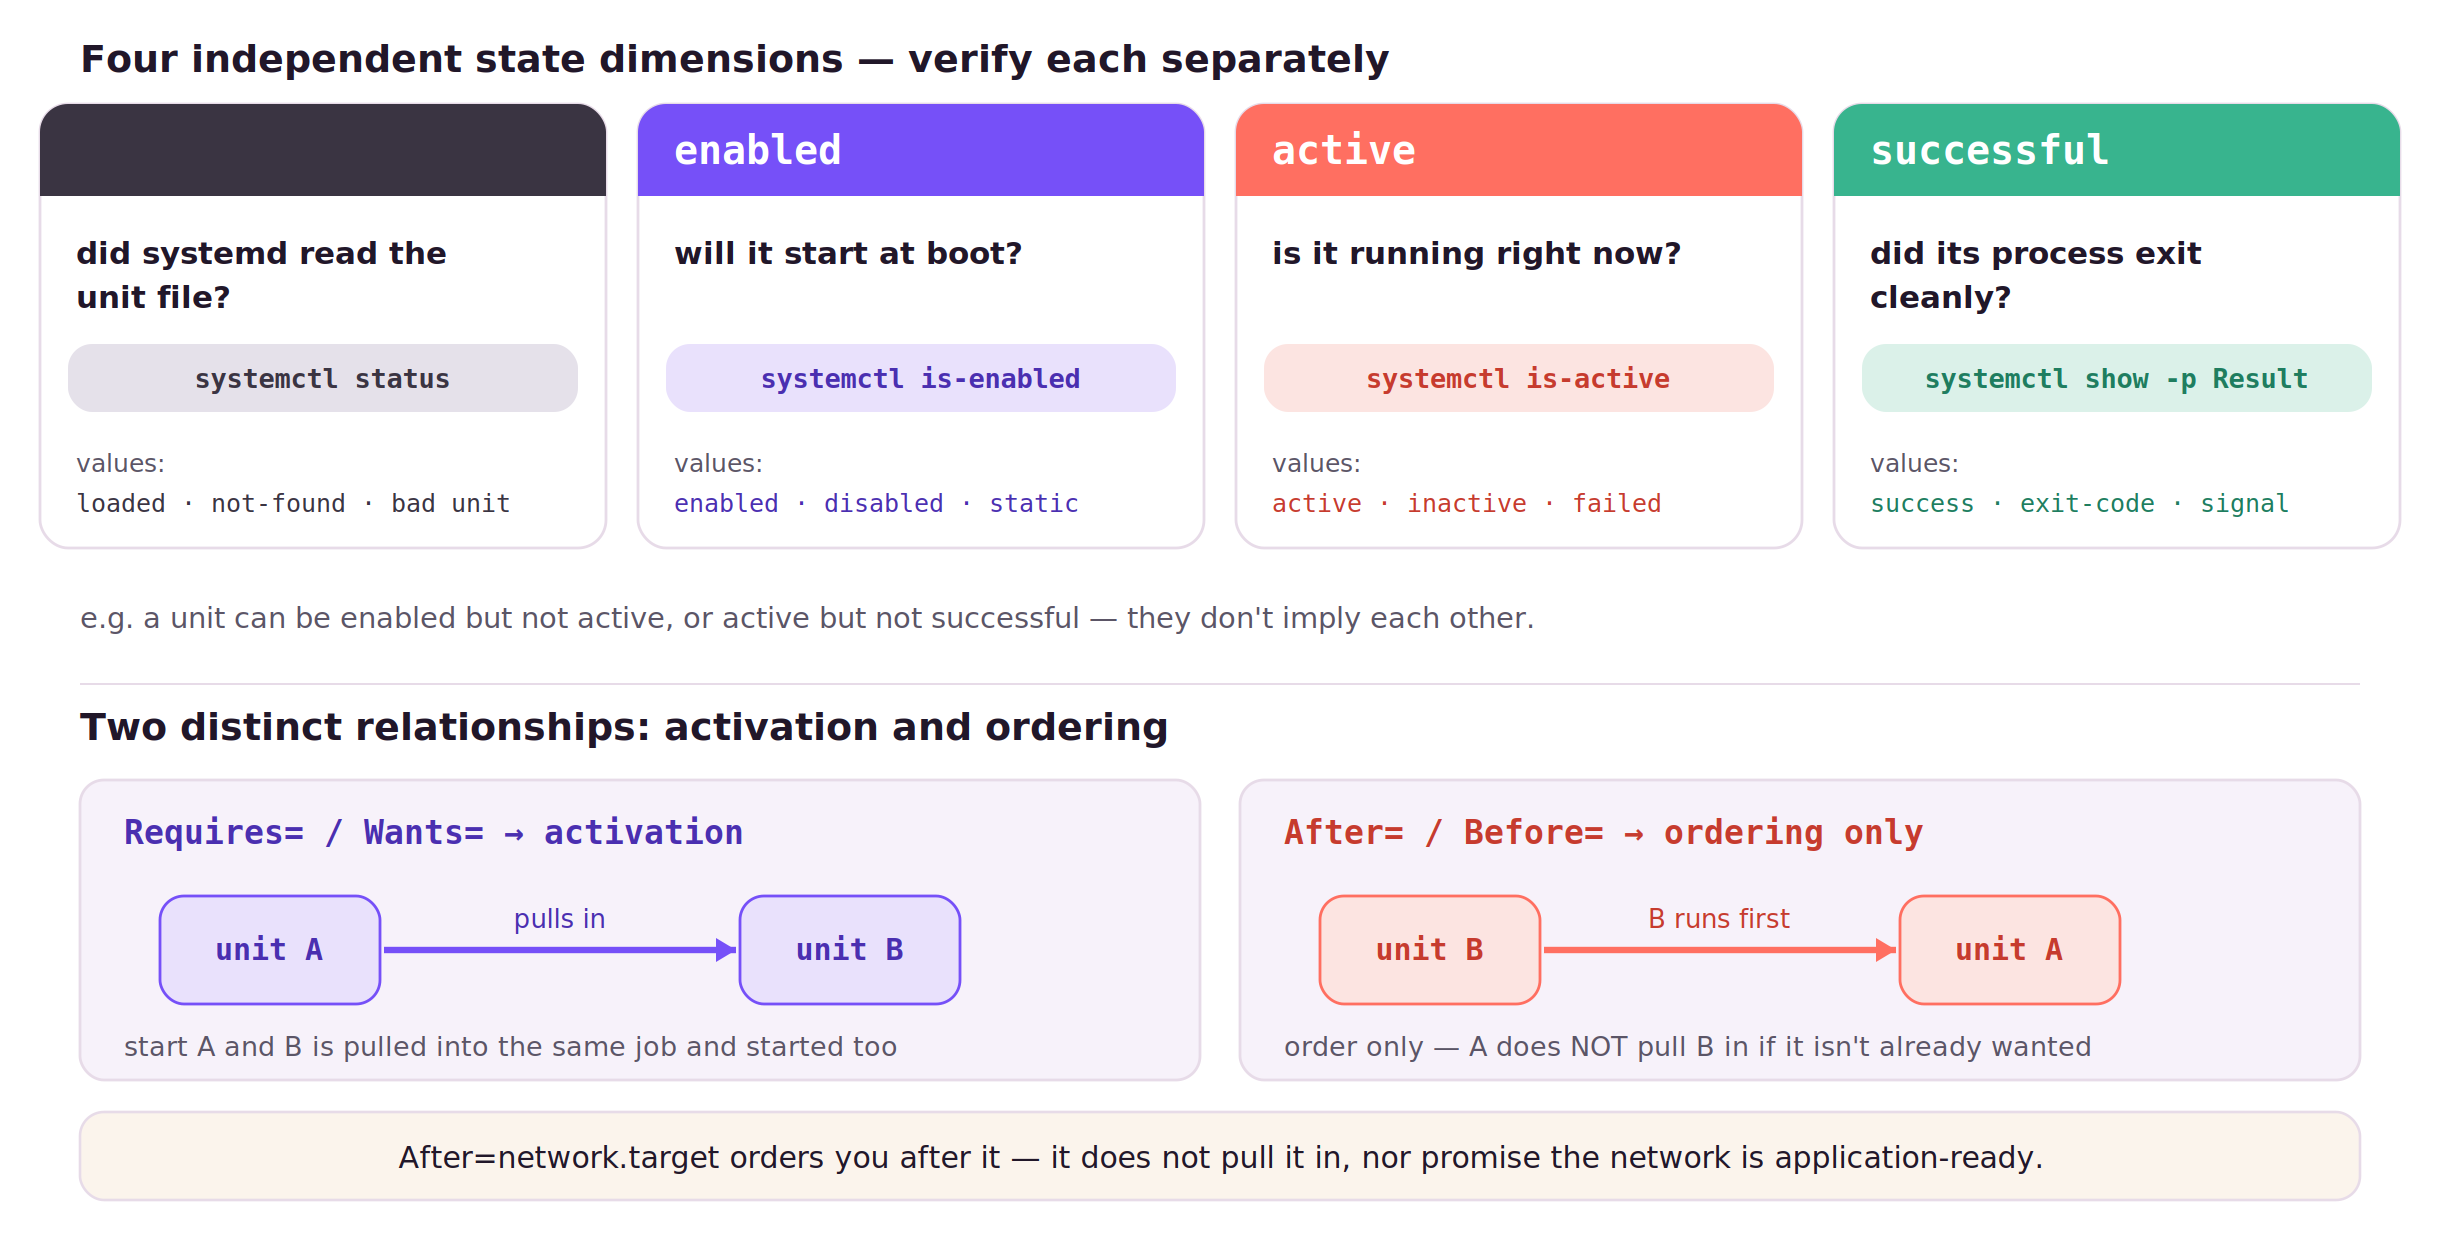 Four independent state dimensions — verify each separately
enabled
active
successful
did systemd read the
unit file?
will it start at boot?
is it running right now?
did its process exit
cleanly?
systemctl status
systemctl is-enabled
systemctl is-active
systemctl show -p Result
values:
values:
values:
values:
loaded · not-found · bad unit
enabled · disabled · static
active · inactive · failed
success · exit-code · signal
e.g. a unit can be enabled but not active, or active but not successful — they don't imply each other.
Two distinct relationships: activation and ordering
Requires= / Wants= → activation
pulls in
unit A
unit B
start A and B is pulled into the same job and started too
After= / Before= → ordering only
B runs first
unit B
unit A
order only — A does NOT pull B in if it isn't already wanted
After=network.target orders you after it — it does not pull it in, nor promise the network is application-ready.